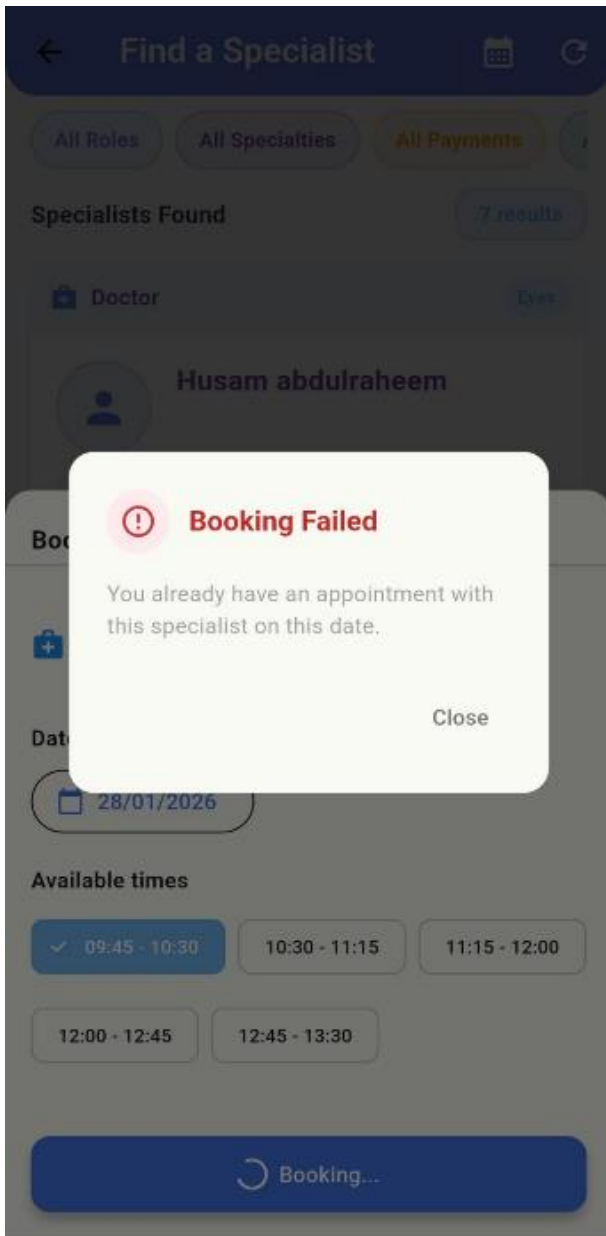 Find a Specialist
All Roles All Specialties All Payments
Specialists Found 7 results
Doctor Eyes
Husam abdulraheem
Booking Failed
Boo
You already have an appointment with
this specialist on this date.
Close
Dat
28/01/2026
Available times
09:45 - 10:30 10:30 - 11:15 11:15 - 12:00
12:00 - 12:45 12:45 - 13:30
Booking...